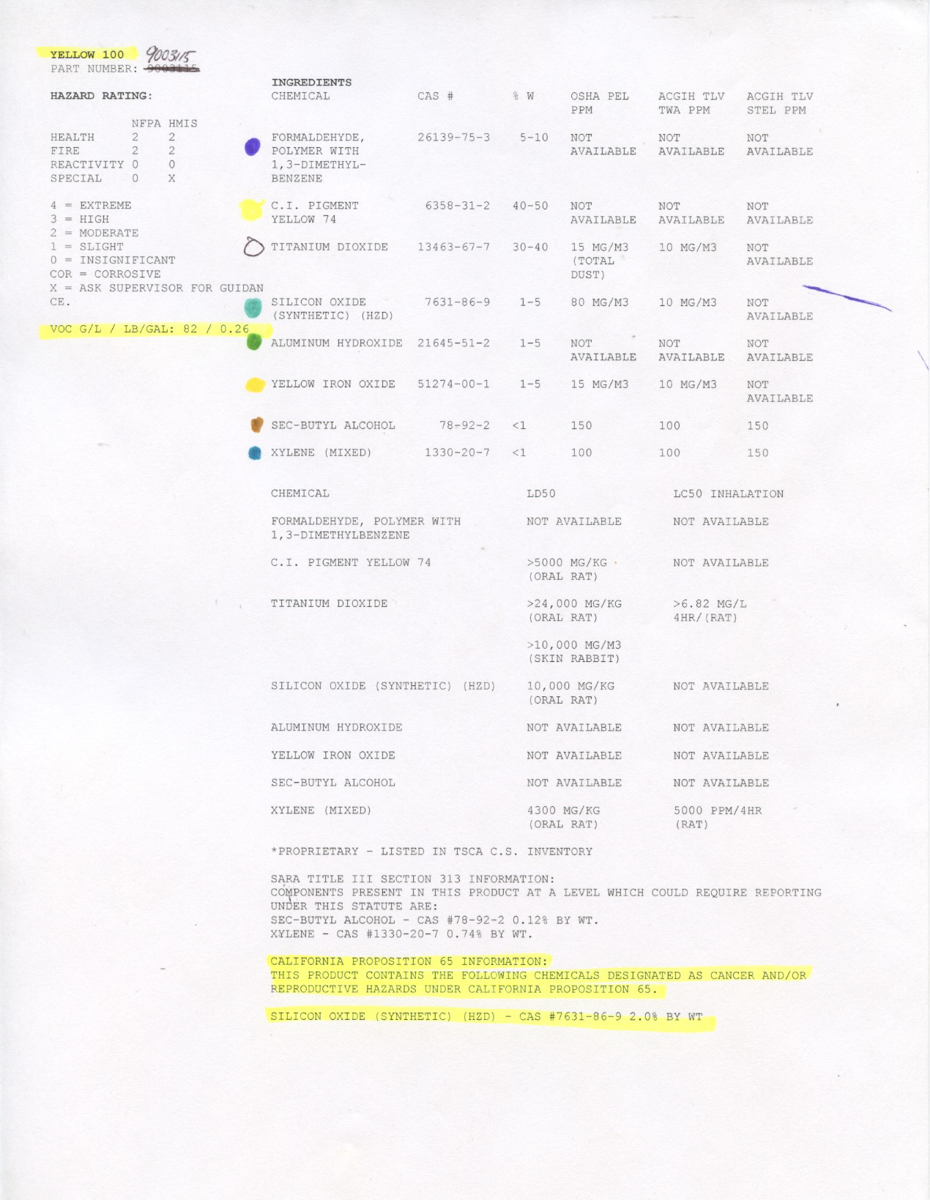 YELLOW 100 9003115
PART NUMBER: 9003115
HAZARD RATING:
NFPA HMIS
HEALTH 2 2
FIRE 2 2
REACTIVITY 0 0
SPECIAL 0 X
4 = EXTREME
3 = HIGH
2 = MODERATE
1 = SLIGHT
0 = INSIGNIFICANT
COR = CORROSIVE
X = ASK SUPERVISOR FOR GUIDAN
CE.
VOC G/L / LB/GAL: 82 / 0.26
INGREDIENTS
CHEMICAL CAS # % W OSHA PEL ACGIH TLV ACGIH TLV
PPM TWA PPM STEL PPM
FORMALDEHYDE, 26139-75-3 5-10 NOT NOT NOT
POLYMER WITH AVAILABLE AVAILABLE AVAILABLE
1,3-DIMETHYL-
BENZENE
C.I. PIGMENT 6358-31-2 40-50 NOT NOT NOT
YELLOW 74 AVAILABLE AVAILABLE AVAILABLE
TITANIUM DIOXIDE 13463-67-7 30-40 15 MG/M3 10 MG/M3 NOT
(TOTAL AVAILABLE
DUST)
SILICON OXIDE 7631-86-9 1-5 80 MG/M3 10 MG/M3 NOT
(SYNTHETIC) (HZD) AVAILABLE
ALUMINUM HYDROXIDE 21645-51-2 1-5 NOT NOT NOT
AVAILABLE AVAILABLE AVAILABLE
YELLOW IRON OXIDE 51274-00-1 1-5 15 MG/M3 10 MG/M3 NOT
AVAILABLE
SEC-BUTYL ALCOHOL 78-92-2 <1 150 100 150
XYLENE (MIXED) 1330-20-7 <1 100 100 150
CHEMICAL LD50 LC50 INHALATION
FORMALDEHYDE, POLYMER WITH NOT AVAILABLE NOT AVAILABLE
1,3-DIMETHYLBENZENE
C.I. PIGMENT YELLOW 74 >5000 MG/KG NOT AVAILABLE
(ORAL RAT)
TITANIUM DIOXIDE >24,000 MG/KG >6.82 MG/L
(ORAL RAT) 4HR/(RAT)
>10,000 MG/M3
(SKIN RABBIT)
SILICON OXIDE (SYNTHETIC) (HZD) 10,000 MG/KG NOT AVAILABLE
(ORAL RAT)
ALUMINUM HYDROXIDE NOT AVAILABLE NOT AVAILABLE
YELLOW IRON OXIDE NOT AVAILABLE NOT AVAILABLE
SEC-BUTYL ALCOHOL NOT AVAILABLE NOT AVAILABLE
XYLENE (MIXED) 4300 MG/KG 5000 PPM/4HR
(ORAL RAT) (RAT)
*PROPRIETARY - LISTED IN TSCA C.S. INVENTORY
SARA TITLE III SECTION 313 INFORMATION:
COMPONENTS PRESENT IN THIS PRODUCT AT A LEVEL WHICH COULD REQUIRE REPORTING
UNDER THIS STATUTE ARE:
SEC-BUTYL ALCOHOL - CAS #78-92-2 0.12% BY WT.
XYLENE - CAS #1330-20-7 0.74% BY WT.
CALIFORNIA PROPOSITION 65 INFORMATION:
THIS PRODUCT CONTAINS THE FOLLOWING CHEMICALS DESIGNATED AS CANCER AND/OR
REPRODUCTIVE HAZARDS UNDER CALIFORNIA PROPOSITION 65.
SILICON OXIDE (SYNTHETIC) (HZD) - CAS #7631-86-9 2.0% BY WT